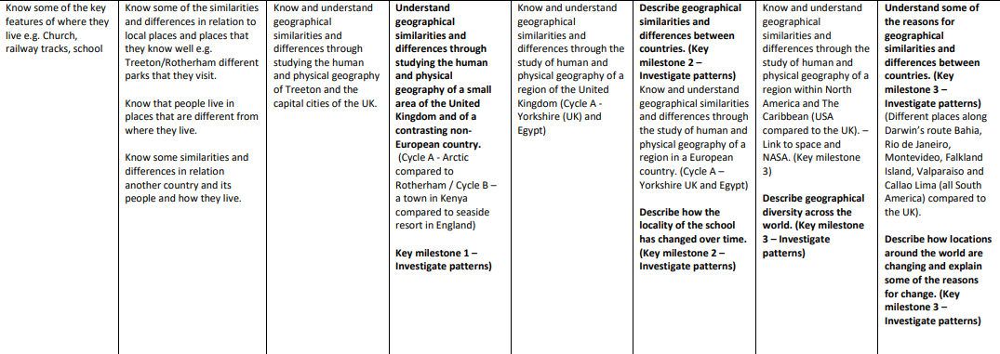 Know some of the key
features of where they
live e.g. Church,
railway tracks, school
Know some of the similarities
and differences in relation to
local places and places that
they know well e.g.
Treeton/Rotherham different
parks that they visit.
Know that people live in
places that are different from
where they live.
Know some similarities and
differences in relation
another country and its
people and how they live.
Know and understand
geographical
similarities and
differences through
studying the human
and physical geography
of Treeton and the
capital cities of the UK.
Understand
geographical
similarities and
differences through
studying the human
and physical
geography of a small
area of the United
Kingdom and of a
contrasting non-
European country.
(Cycle A - Arctic
compared to
Rotherham / Cycle B –
a town in Kenya
compared to seaside
resort in England)
Key milestone 1 –
Investigate patterns)
Know and understand
geographical
similarities and
differences through the
study of human and
physical geography of a
region of the United
Kingdom (Cycle A -
Yorkshire (UK) and
Egypt)
Describe geographical
similarities and
differences between
countries. (Key
milestone 2 –
Investigate patterns)
Know and understand
geographical similarities
and differences through
the study of human and
physical geography of a
region in a European
country. (Cycle A –
Yorkshire UK and Egypt)
Describe how the
locality of the school
has changed over time.
(Key milestone 2 –
Investigate patterns)
Know and understand
geographical
similarities and
differences through the
study of human and
physical geography of a
region within North
America and The
Caribbean (USA
compared to the UK). –
Link to space and
NASA. (Key milestone
3)
Describe geographical
diversity across the
world. (Key milestone
3 – Investigate
patterns)
Understand some of
the reasons for
geographical
similarities and
differences between
countries. (Key
milestone 3 –
Investigate patterns)
(Different places along
Darwin's route Bahia,
Rio de Janeiro,
Montevideo, Falkland
Island, Valparaiso and
Callao Lima (all South
America) compared to
the UK).
Describe how locations
around the world are
changing and explain
some of the reasons
for change. (Key
milestone 3 –
Investigate patterns)